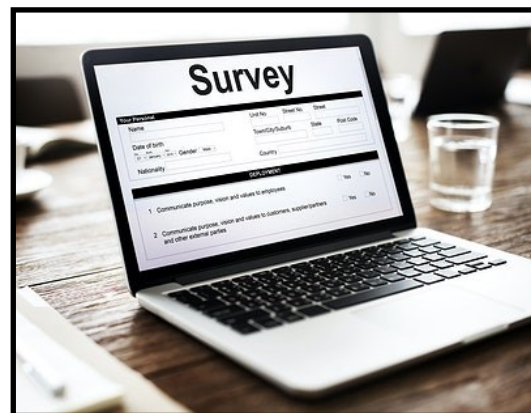 Survey
Your Personal
Name
Unit No. Street No. Street
Town/City/Suburb State Post Code
Date of birth
January Gender Male
Country
Nationality
DEPLOYMENT
1 Communicate purpose, vision and values to employees Yes No
2 Communicate purpose, vision and values to customers, supplier/partners
and other external parties Yes No